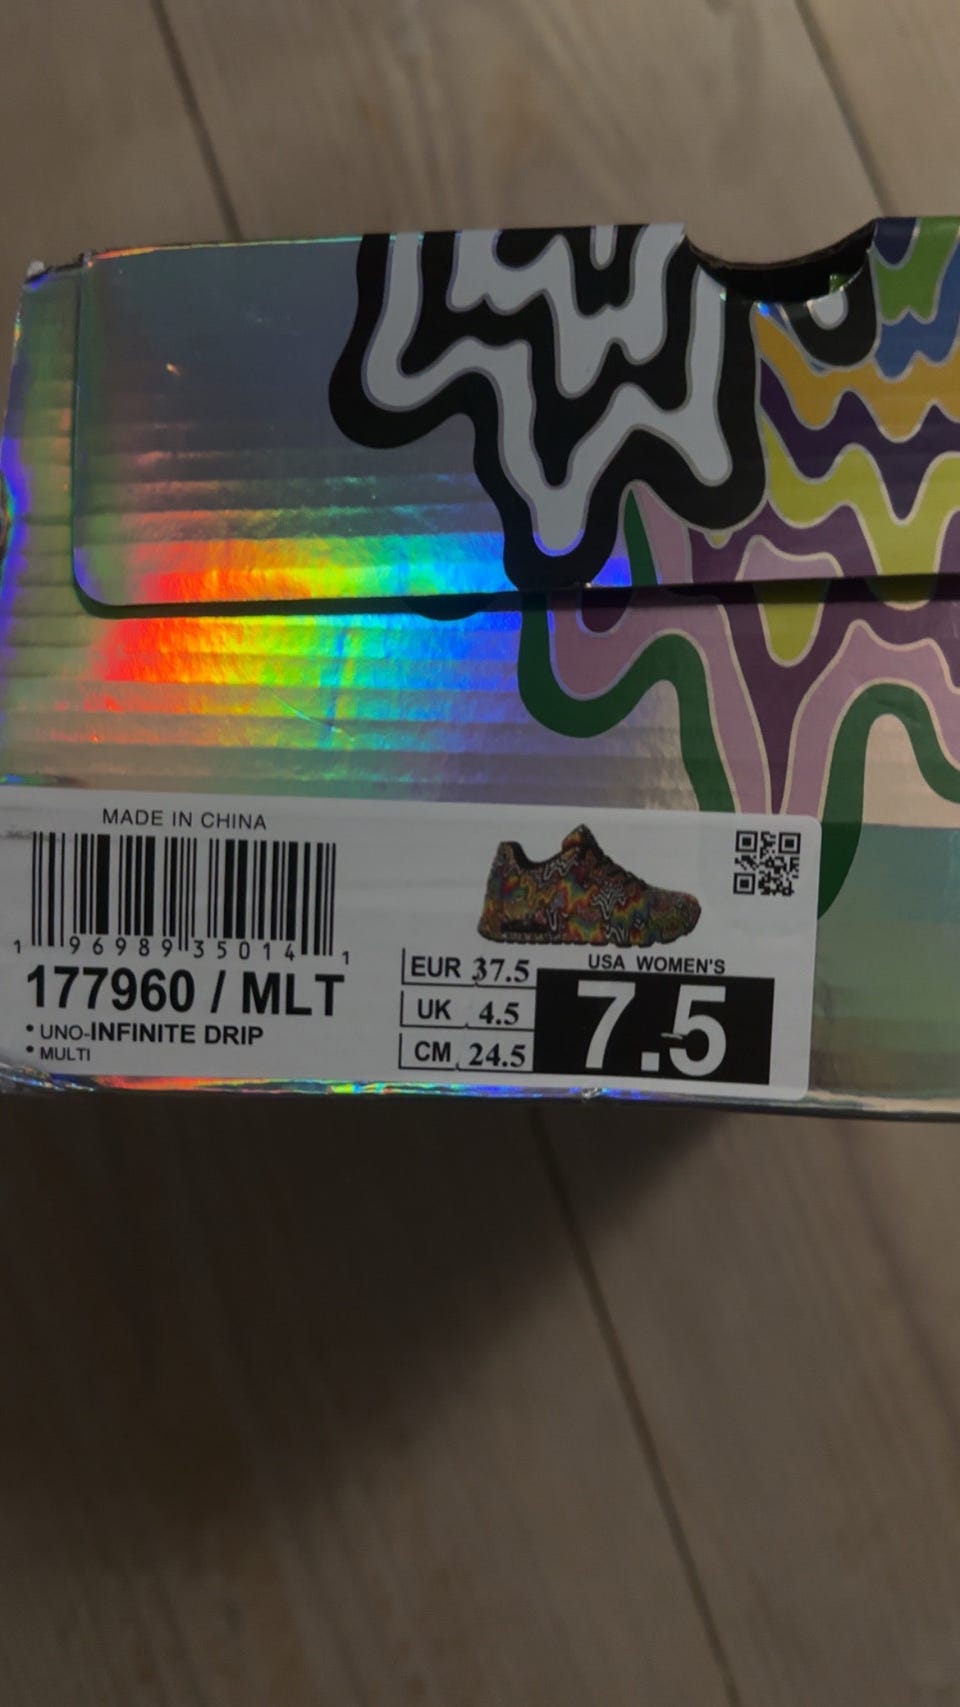 MADE IN CHINA
1 96989 35014 1
177960 / MLT
• UNO-INFINITE DRIP
• MULTI
EUR 37.5
UK 4.5
CM 24.5
USA WOMEN'S
7.5